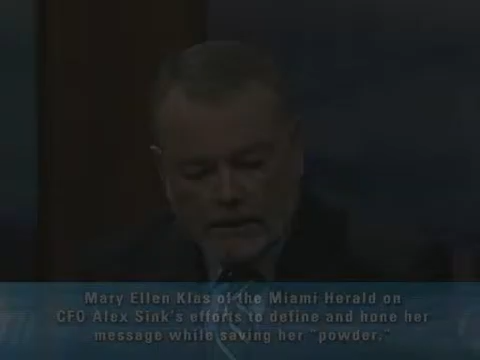 Mary Ellen Klas of the Miami Herald on
CFO Alex Sink's efforts to define and hone her
message while saving her "powder."